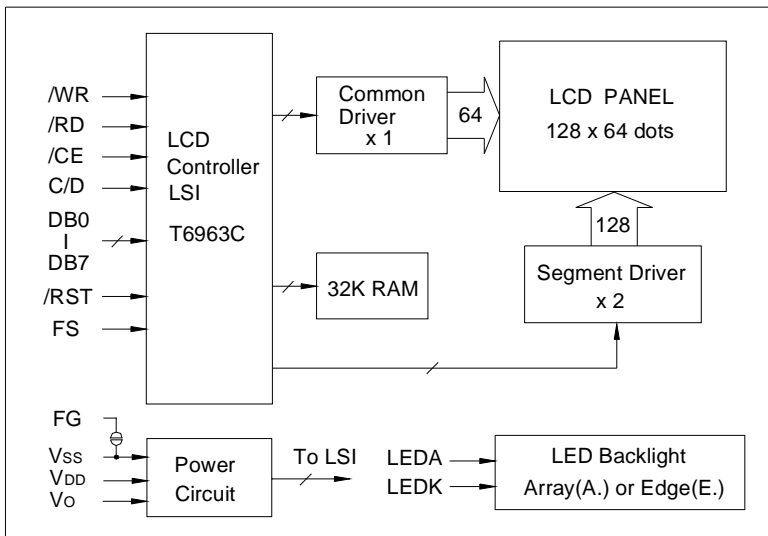 /WR
/RD
/CE
C/D
DB0
DB7
/RST
FS
LCD
Controller
LSI
T6963C
Common
Driver
x 1
64
LCD PANEL
128 x 64 dots
128
Segment Driver
x 2
32K RAM
FG
VSS
VDD
VO
Power
Circuit
To LSI
LEDA
LEDK
LED Backlight
Array(A.) or Edge(E.)